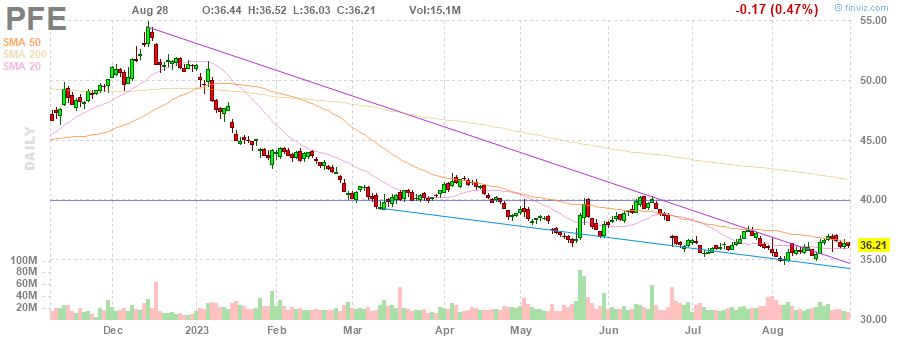 PFE Aug 28 O:36.44 H:36.52 L:36.03 C:36.21 Vol:15.1M -0.17 (0.47%) © finviz.com
SMA 50
SMA 200
SMA 20
DAILY
55.00
50.00
45.00
40.00
36.21
35.00
30.00
100M
80M
60M
40M
20M
Dec 2023 Feb Mar Apr May Jun Jul Aug